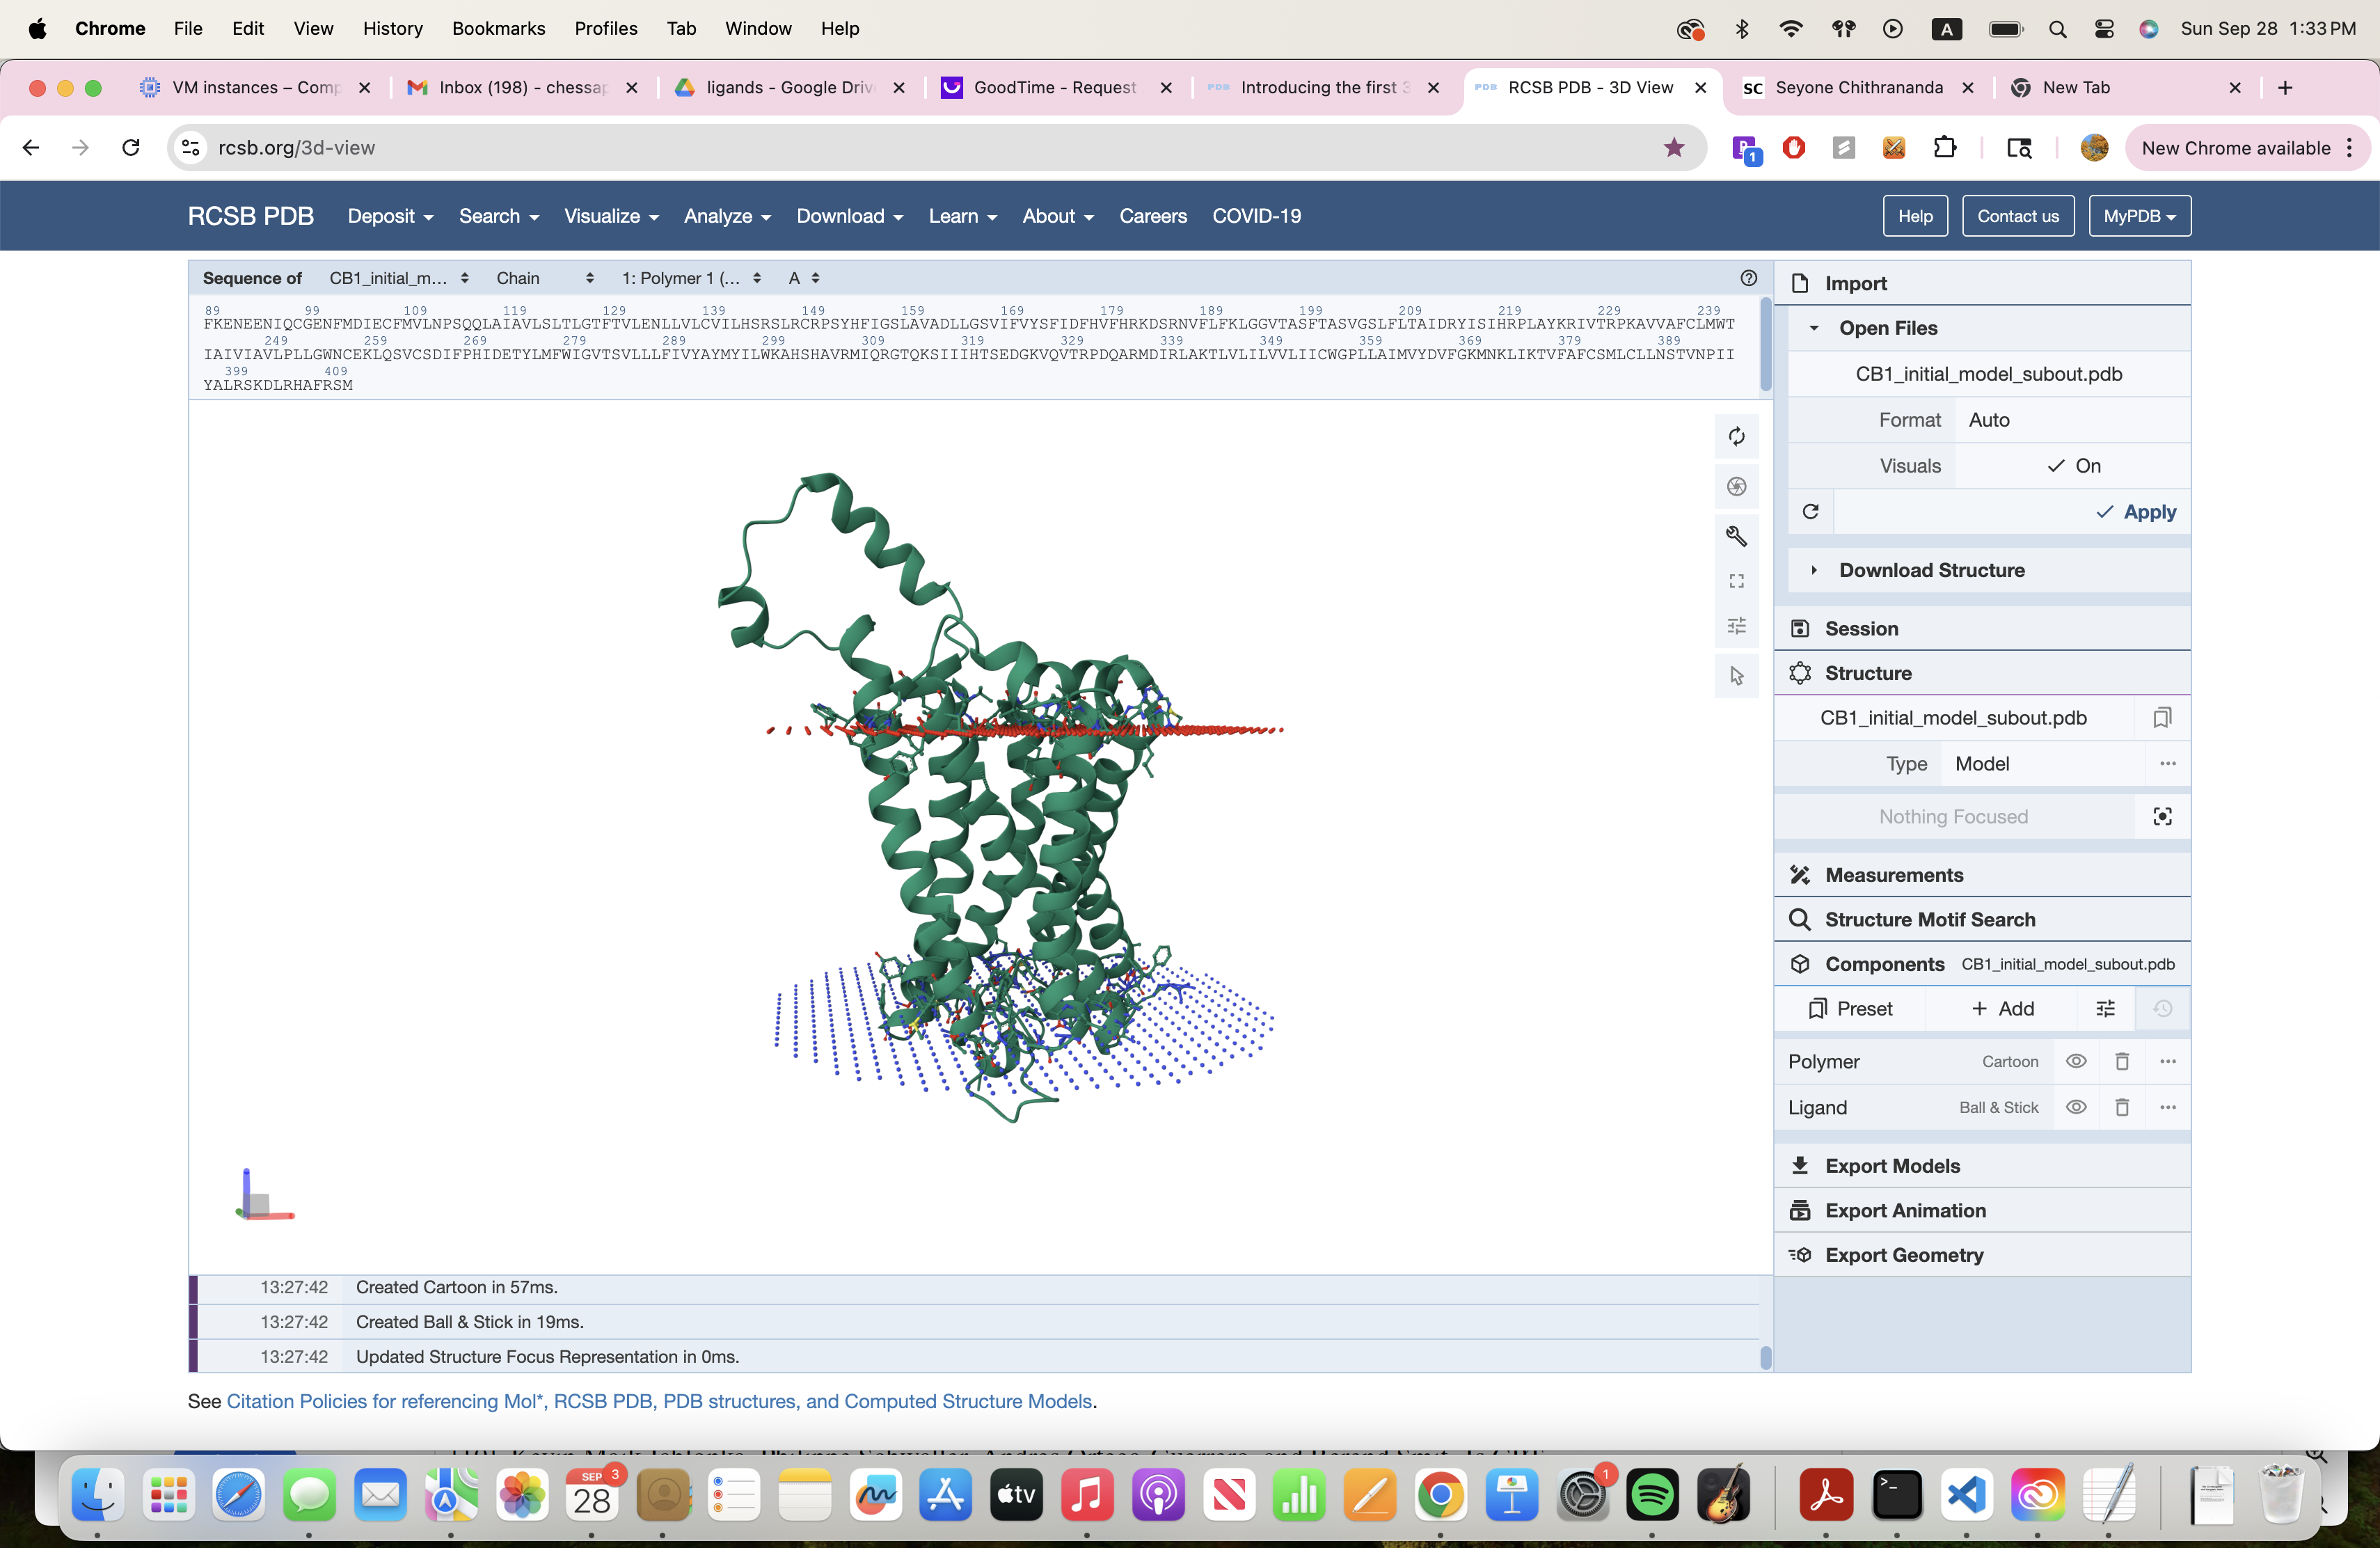 Chrome File Edit View History Bookmarks Profiles Tab Window Help A Sun Sep 28 1:33 PM
VM instances – Comp Inbox (198) - chessap ligands - Google Driv GoodTime - Request PDB Introducing the first 3 PDB RCSB PDB - 3D View SC Seyone Chithrananda New Tab
rcsb.org/3d-view 1 New Chrome available
RCSB PDB Deposit Search Visualize Analyze Download Learn About Careers COVID-19 Help Contact us MyPDB
Sequence of CB1_initial_m... Chain 1: Polymer 1 (... A
89 99 109 119 129 139 149 159 169 179 189 199 209 219 229 239
FKENEENIQCGENFMDIECFMVLNPSQQLAIAVLSLTLGTFTVLENLLVLCVILHSRSLRCRPSYHFIGSLAVADLLGSVIFVYSFIDFHVFHRKDSRNVFLFKLGGVTASFTASVGSLFLTAIDRYISIHRPLAYKRIVTRPKAVVAFCLMWT
249 259 269 279 289 299 309 319 329 339 349 359 369 379 389
IAIVIAVLPLLGWNCEKLQSVCSDIFPHIDETYLMFWIGVTSVLLLFIVYAYMYILWKAHSHAVRMIQRGTQKSIIIHTSEDGKVQVTRPDQARMDIRLAKTLVLILVVLIICWGPLLAIMVYDVFGKMNKLIKTVFAFCSMLCLLNSTVNPII
399 409
YALRSKDLRHAFRSM
Import
Open Files
CB1_initial_model_subout.pdb
Format Auto
Visuals On
Apply
Download Structure
Session
Structure
CB1_initial_model_subout.pdb
Type Model
Nothing Focused
Measurements
Structure Motif Search
Components CB1_initial_model_subout.pdb
Preset + Add
Polymer Cartoon
Ligand Ball & Stick
Export Models
Export Animation
Export Geometry
13:27:42 Created Cartoon in 57ms.
13:27:42 Created Ball & Stick in 19ms.
13:27:42 Updated Structure Focus Representation in 0ms.
See Citation Policies for referencing Mol*, RCSB PDB, PDB structures, and Computed Structure Models.
SEP 3
28
tv
1